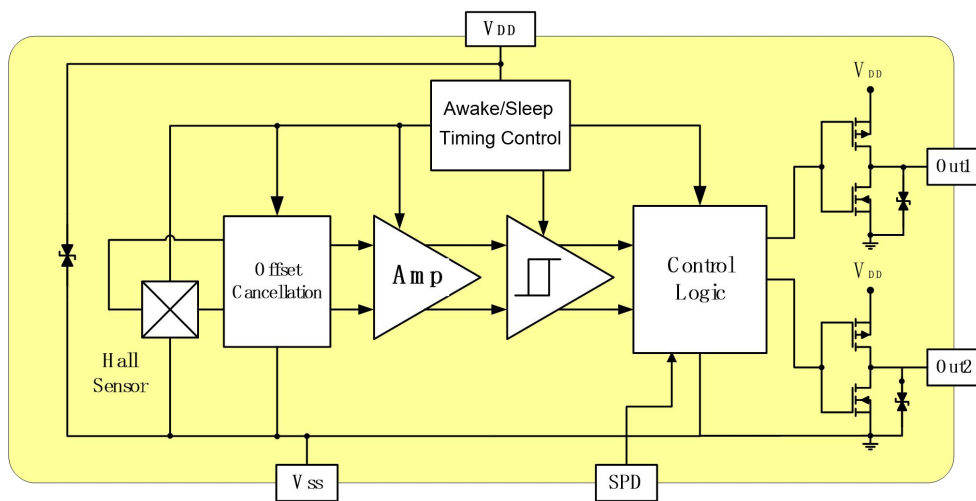 VDD
Awake/Sleep
Timing Control
VDD
Out1
Offset
Cancellation
Amp
Control
Logic
Hall
Sensor
VDD
Out2
Vss
SPD